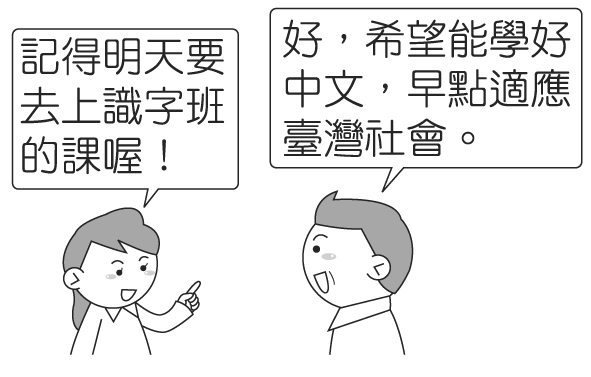 記得明天要
去上識字班
的課喔！
好，希望能學好
中文，早點適應
臺灣社會。